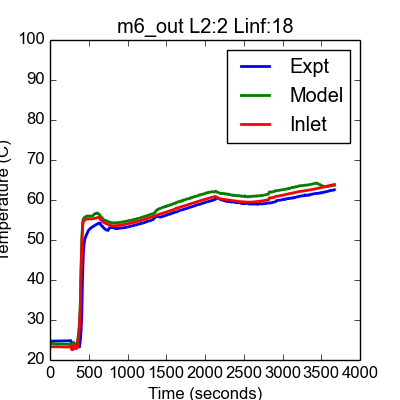 m6_out L2:2 Linf:18
100
90
80
70
60
50
40
30
20
Temperature (C)
Expt
Model
Inlet
0 500 1000 1500 2000 2500 3000 3500 4000
Time (seconds)